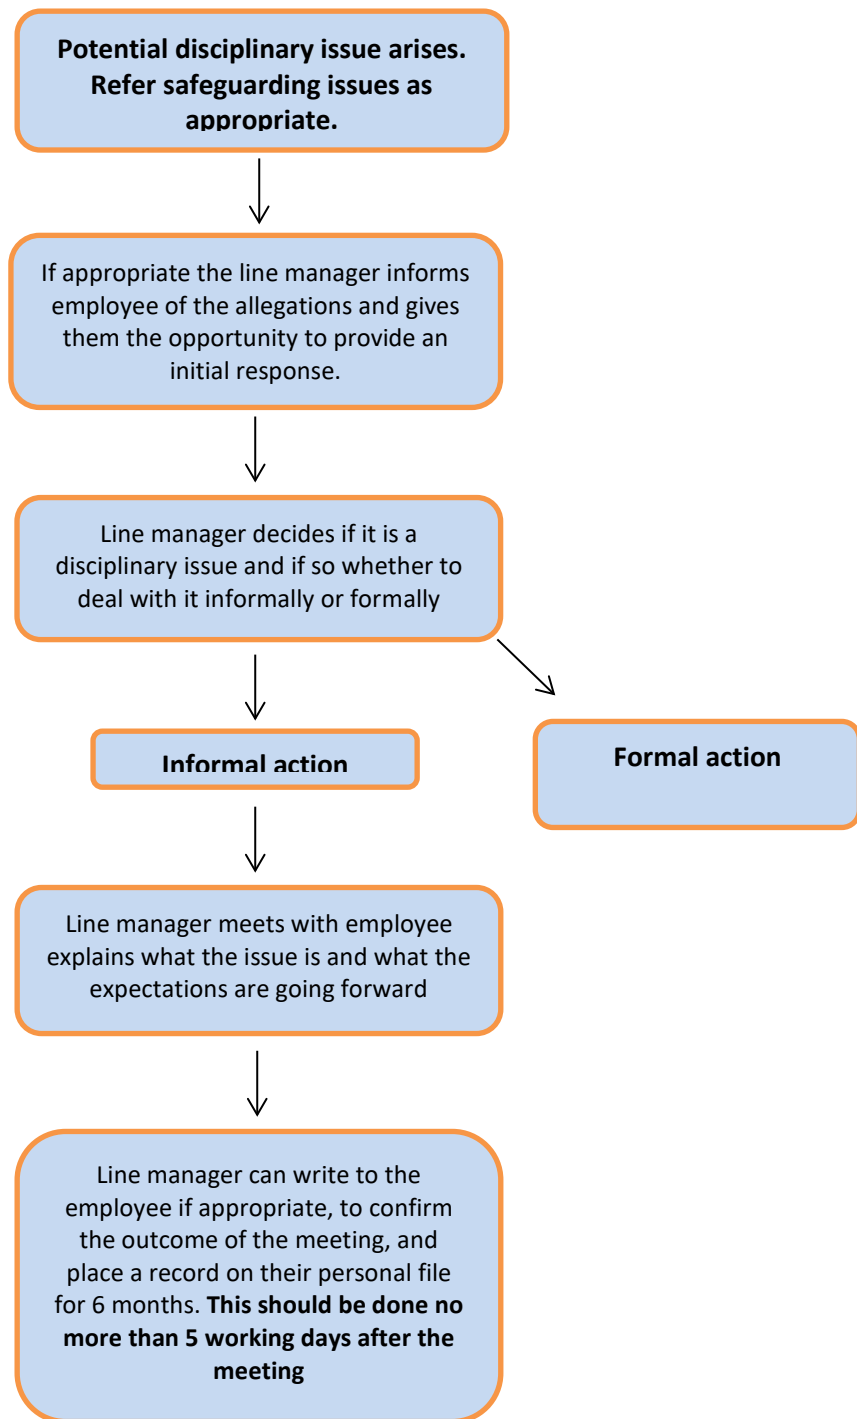 Potential disciplinary issue arises.
Refer safeguarding issues as
appropriate.
If appropriate the line manager informs
employee of the allegations and gives
them the opportunity to provide an
initial response.
Line manager decides if it is a
disciplinary issue and if so whether to
deal with it informally or formally
Informal action
Formal action
Line manager meets with employee
explains what the issue is and what the
expectations are going forward
Line manager can write to the
employee if appropriate, to confirm
the outcome of the meeting, and
place a record on their personal file
for 6 months. This should be done no
more than 5 working days after the
meeting